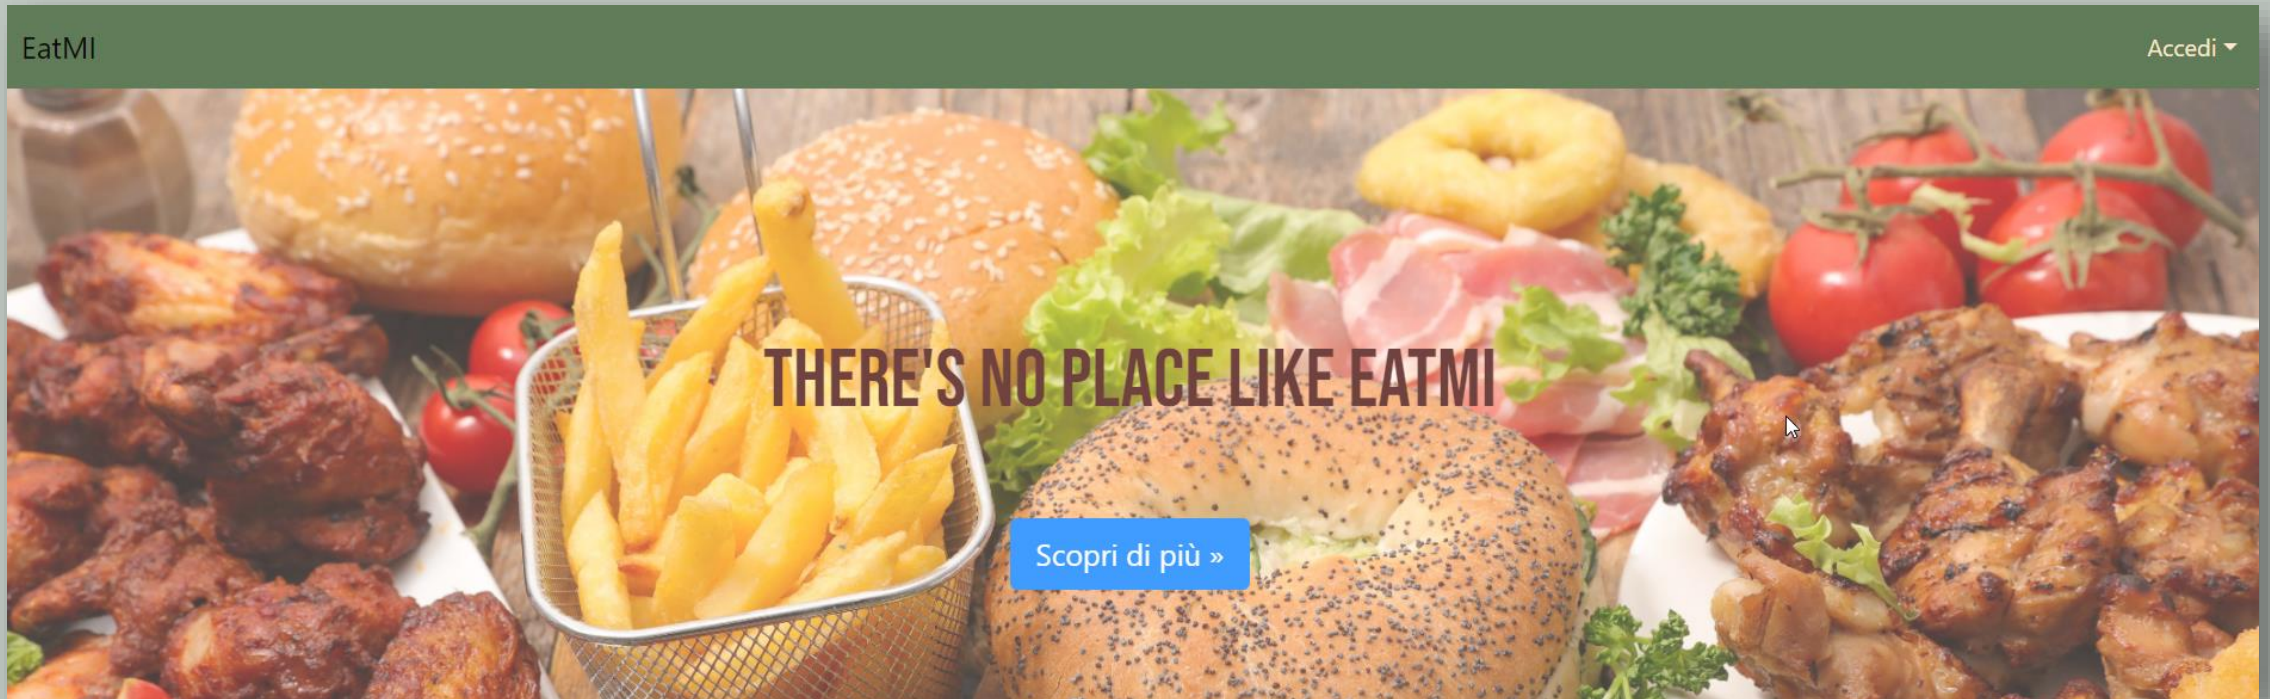 EatMI
Accedi
THERE'S NO PLACE LIKE EATMI
Scopri di più »